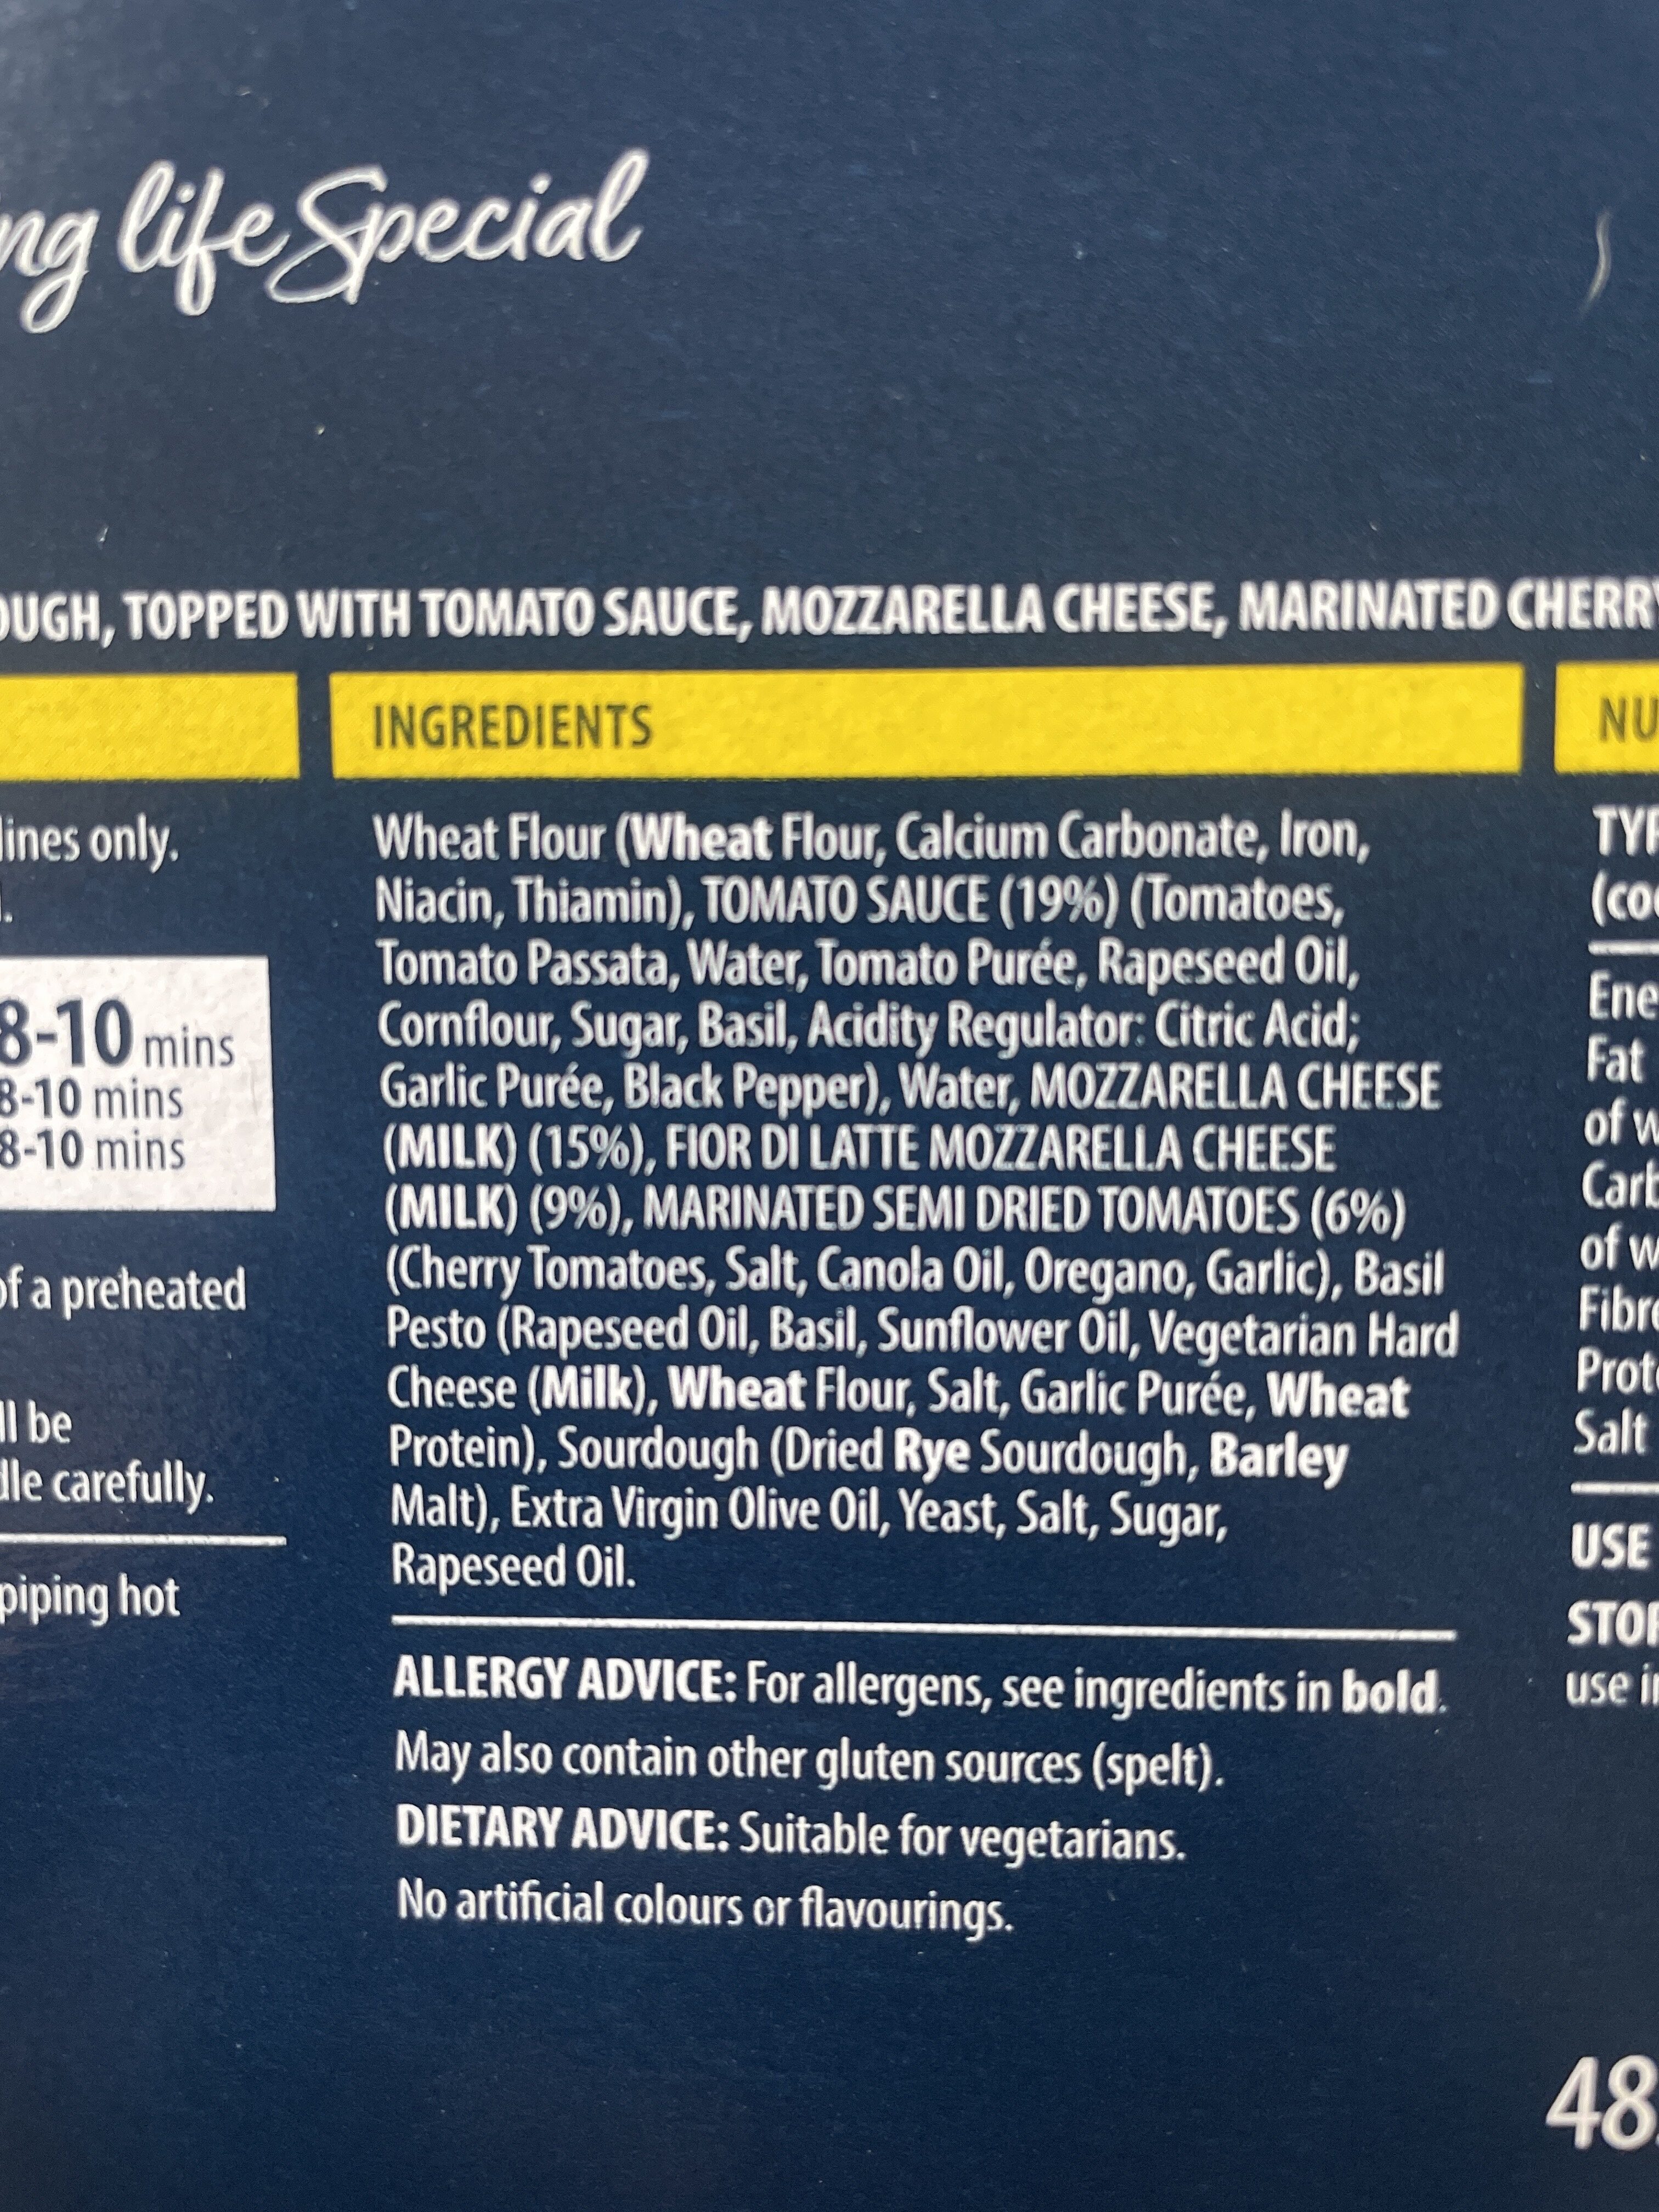 ng life Special
OUGH, TOPPED WITH TOMATO SAUCE, MOZZARELLA CHEESE, MARINATED CHERRY
lines only.
8-10 mins
8-10 mins
8-10 mins
of a preheated
ll be
dle carefully.
piping hot
INGREDIENTS
Wheat Flour (Wheat Flour, Calcium Carbonate, Iron,
Niacin, Thiamin), TOMATO SAUCE (19%) (Tomatoes,
Tomato Passata, Water, Tomato Purée, Rapeseed Oil,
Cornflour, Sugar, Basil, Acidity Regulator: Citric Acid;
Garlic Purée, Black Pepper), Water, MOZZARELLA CHEESE
(MILK) (15%), FIOR DI LATTE MOZZARELLA CHEESE
(MILK) (9%), MARINATED SEMI DRIED TOMATOES (6%)
(Cherry Tomatoes, Salt, Canola Oil, Oregano, Garlic), Basil
Pesto (Rapeseed Oil, Basil, Sunflower Oil, Vegetarian Hard
Cheese (Milk), Wheat Flour, Salt, Garlic Purée, Wheat
Protein), Sourdough (Dried Rye Sourdough, Barley
Malt), Extra Virgin Olive Oil, Yeast, Salt, Sugar,
Rapeseed Oil.
ALLERGY ADVICE: For allergens, see ingredients in bold.
May also contain other gluten sources (spelt).
DIETARY ADVICE: Suitable for vegetarians.
No artificial colours or flavourings.
NU
TYP
(coo
Ene
Fat
of w
Carb
of w
Fibre
Prote
Salt
USE
STOR
use in
48